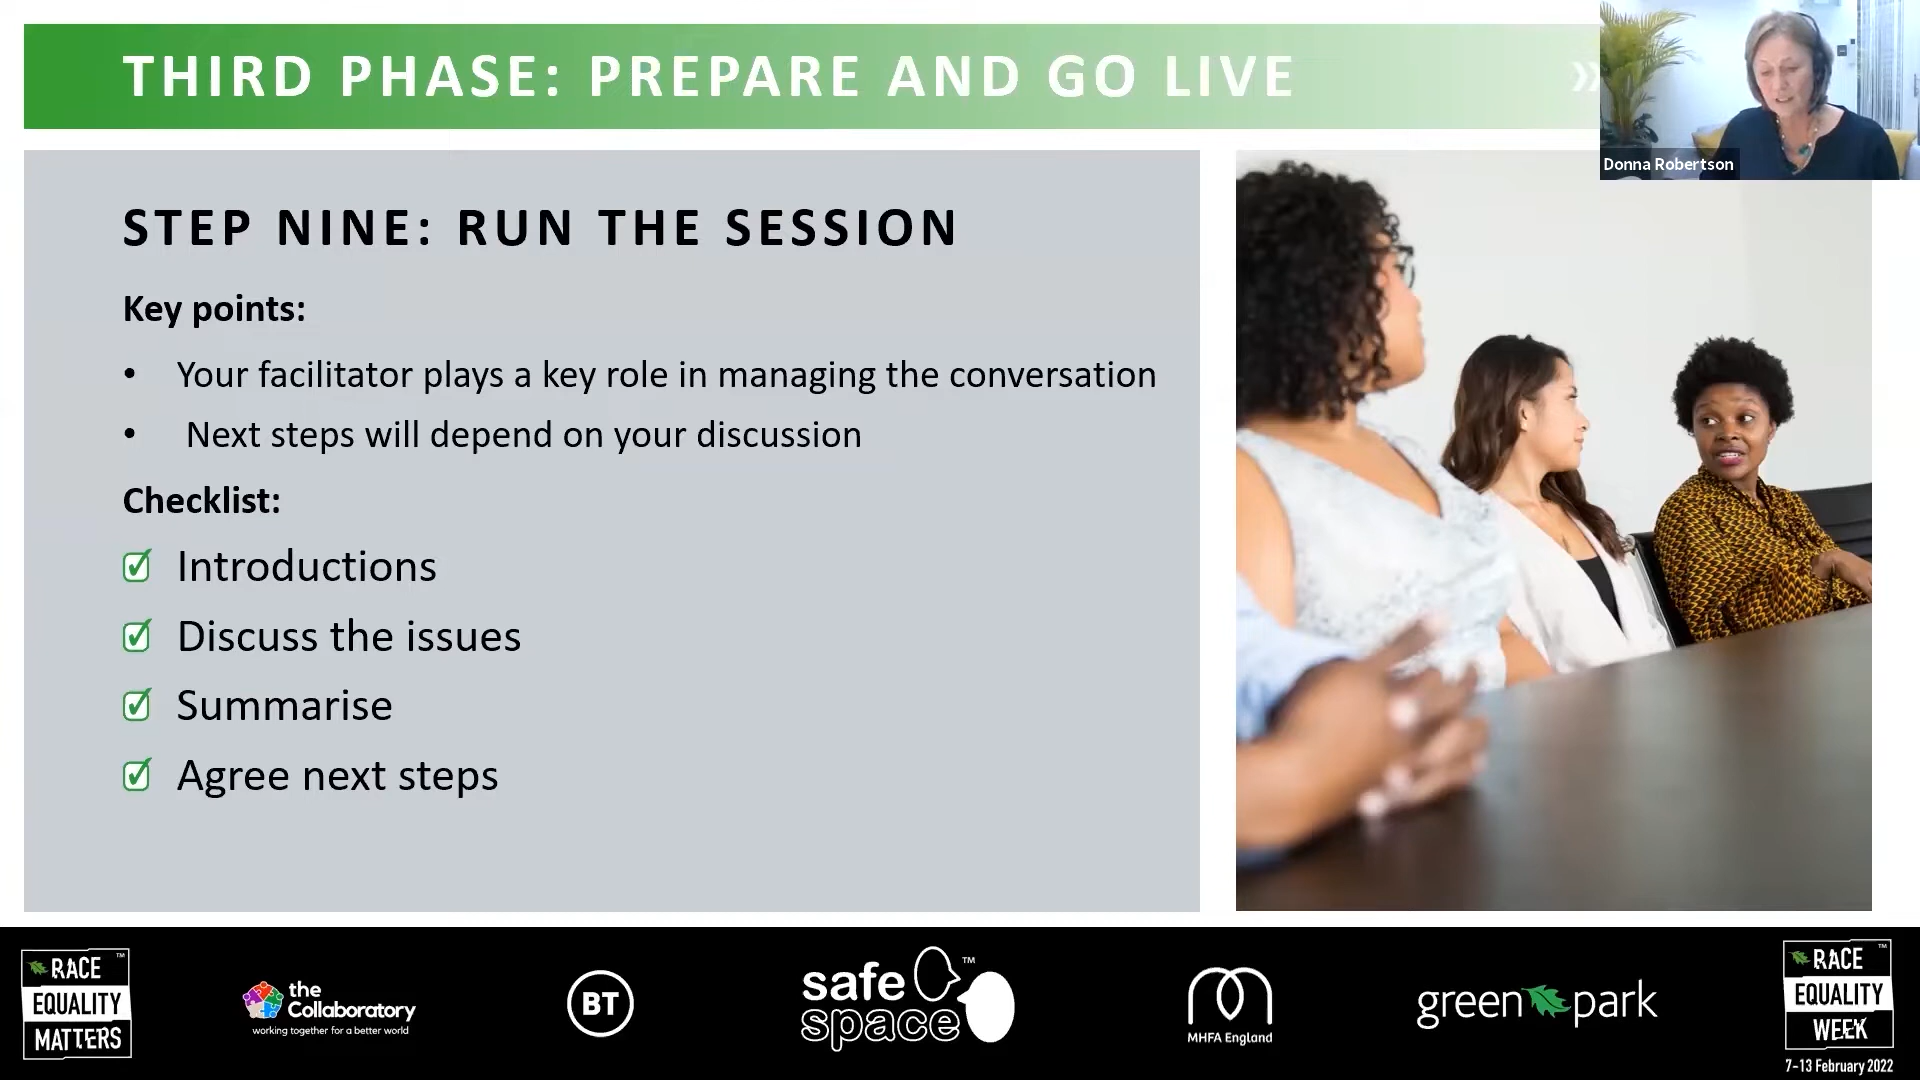 THIRD PHASE: PREPARE AND GO LIVE
»
Donna Robertson
STEP NINE: RUN THE SESSION
Key points:
• Your facilitator plays a key role in managing the conversation
• Next steps will depend on your discussion
Checklist:
Introductions
Discuss the issues
Summarise
Agree next steps
RACE ™
EQUALITY
MATTERS
the
Collaboratory
working together for a better world
BT
safe ™
space
MHFA England
green park
RACE ™
EQUALITY
WEEK
7-13 February 2022